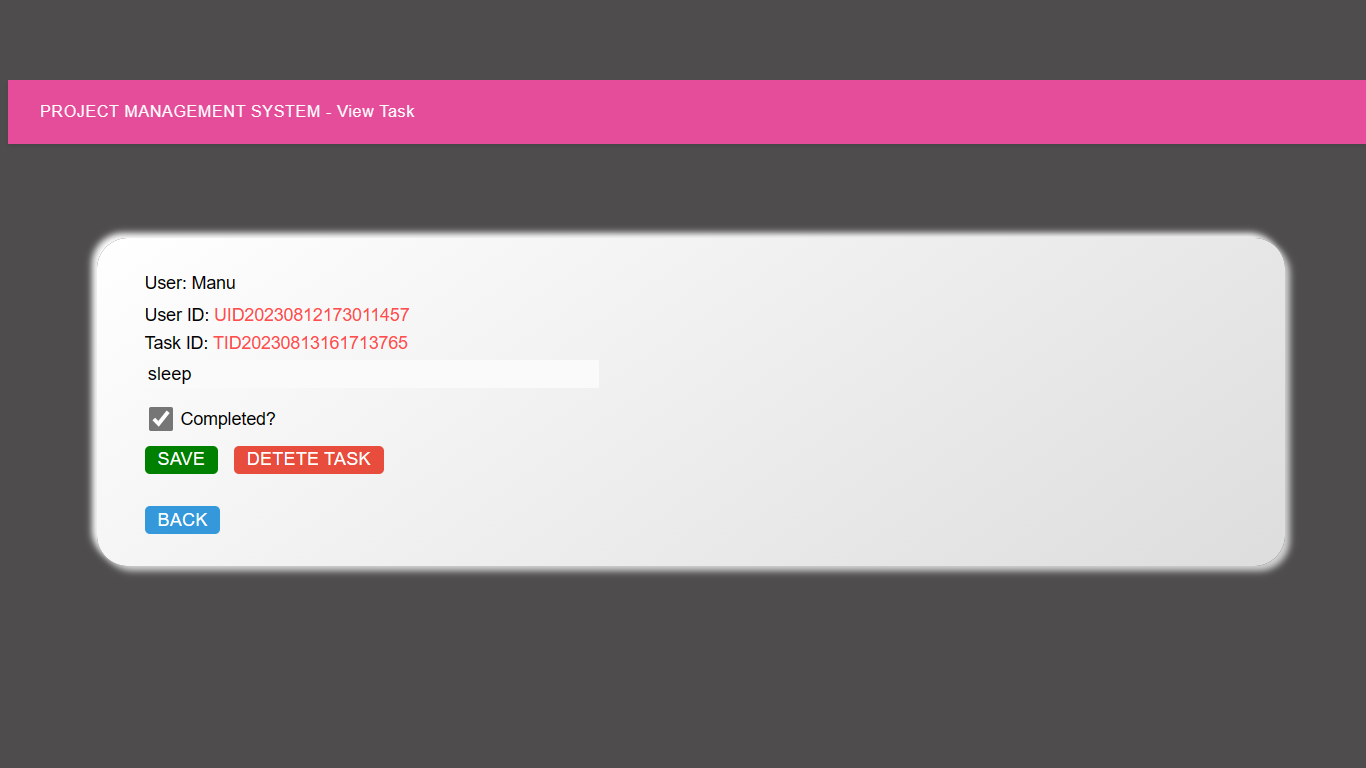 PROJECT MANAGEMENT SYSTEM - View Task
User: Manu
User ID: UID20230812173011457
Task ID: TID20230813161713765
sleep
Completed?
SAVE DETETE TASK
BACK